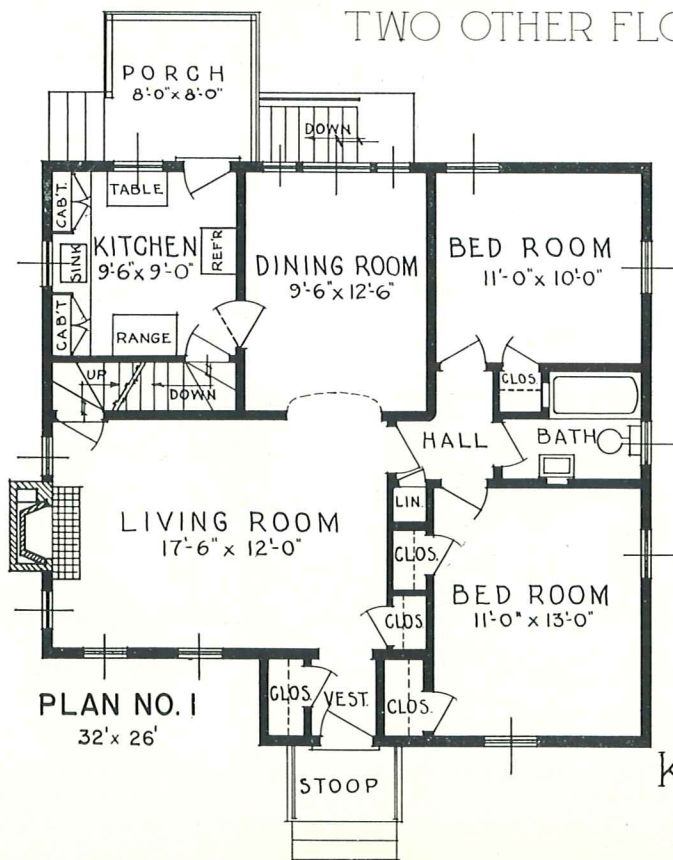 TWO OTHER FLO
PORCH
8'-0" x 8'-0"
DOWN
TABLE
CAB'T.
SINK
KITCHEN
9'-6" x 9'-0"
REF'R
CAB'T
RANGE
DINING ROOM
9'-6" x 12'-6"
BED ROOM
11'-0" x 10'-0"
UP
DOWN
CLOS.
HALL
BATH
LIVING ROOM
17'-6" x 12'-0"
LIN.
CLOS.
BED ROOM
11'-0" x 13'-0"
CLOS.
PLAN NO. 1
32' x 26'
CLOS.
VEST.
CLOS.
STOOP
K